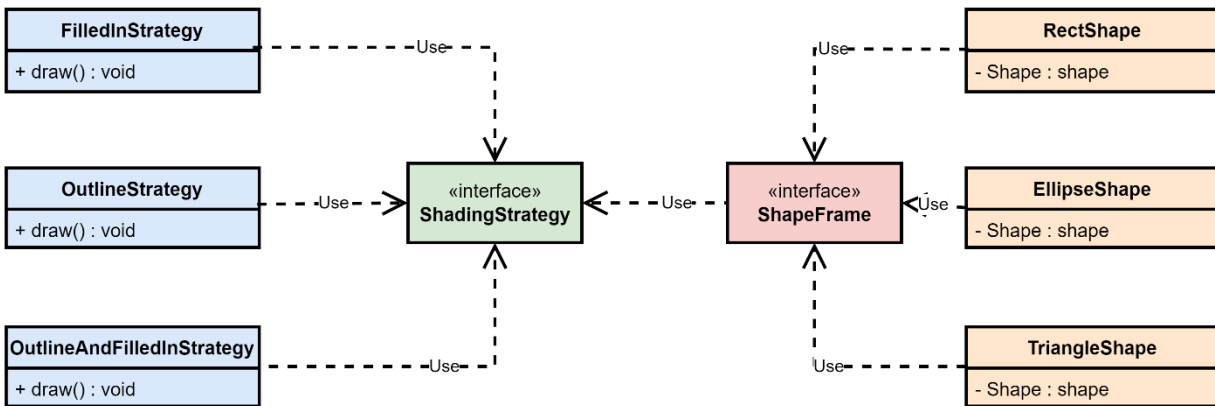 FilledInStrategy
+ draw() : void
Use
Use
RectShape
- Shape : shape
OutlineStrategy
+ draw() : void
Use
«interface»
ShadingStrategy
Use
«interface»
ShapeFrame
Use
EllipseShape
- Shape : shape
OutlineAndFilledInStrategy
+ draw() : void
Use
Use
TriangleShape
- Shape : shape